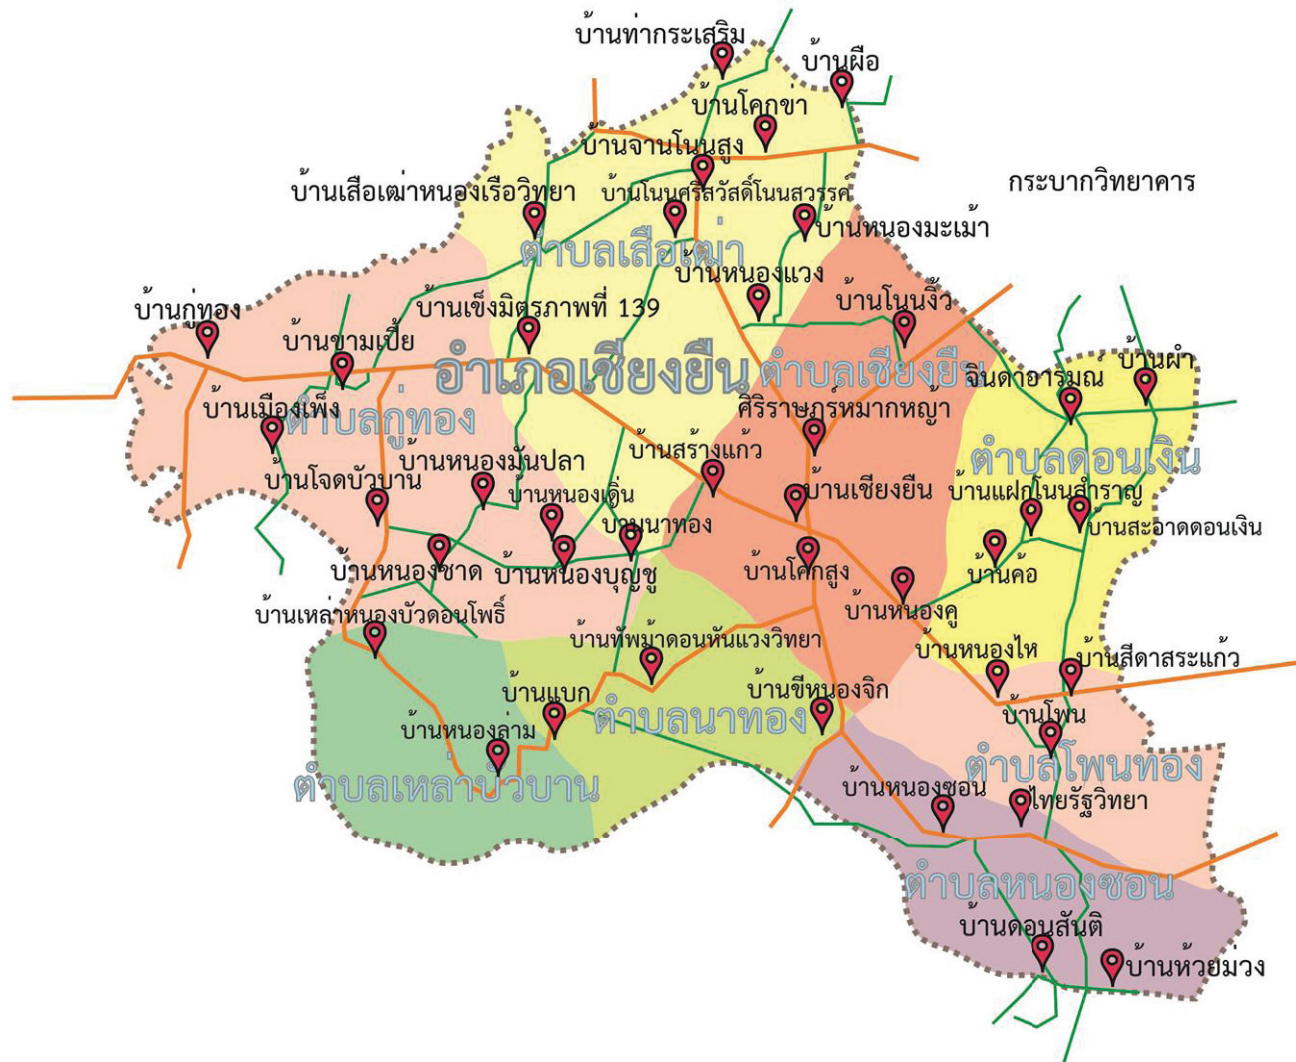 บ้านท่ากระเสริม
บ้านผือ
บ้านโคกข่า
บ้านจานโนนสูง
บ้านเสือเฒ่าหนองเรือวิทยา
บ้านโนนศรีสวัสดิ์โนนสวรรค์
กระบากวิทยาคาร
บ้านหนองมะเม้า
ตำบลเสือเฒ่า
บ้านหนองแวง
บ้านกู่ทอง
บ้านเข็งมิตรภาพที่ 139
บ้านโนนงิ้ว
บ้านขามเปี้ย
อำเภอเชียงยืน
ตำบลเชียงยืน
จินดาอารมณ์
บ้านผำ
บ้านเมืองเพ็ง
ตำบลกู่ทอง
ศิริราษฎร์หมากหญ้า
บ้านสร้างแก้ว
ตำบลดอนเงิน
บ้านหนองมันปลา
บ้านโจดบัวบาน
บ้านหนองเดิ่น
บ้านเชียงยืน
บ้านแฝกโนนสำราญ
บ้านนาทอง
บ้านสะอาดดอนเงิน
บ้านหนองซาด
บ้านหนองบุญชู
บ้านโคกสูง
บ้านค้อ
บ้านเหล่าหนองบัวดอนโพธิ์
บ้านหนองคู
บ้านทัพม้าดอนหันแวงวิทยา
บ้านหนองไห
บ้านสีดาสระแก้ว
บ้านแบก
บ้านขีหนองจิก
บ้านหนองล่าม
ตำบลนาทอง
บ้านโพน
ตำบลเหล่าบัวบาน
ตำบลโพนทอง
บ้านหนองซอน
ไทยรัฐวิทยา
ตำบลหนองซอน
บ้านดอนสันติ
บ้านห้วยม่วง